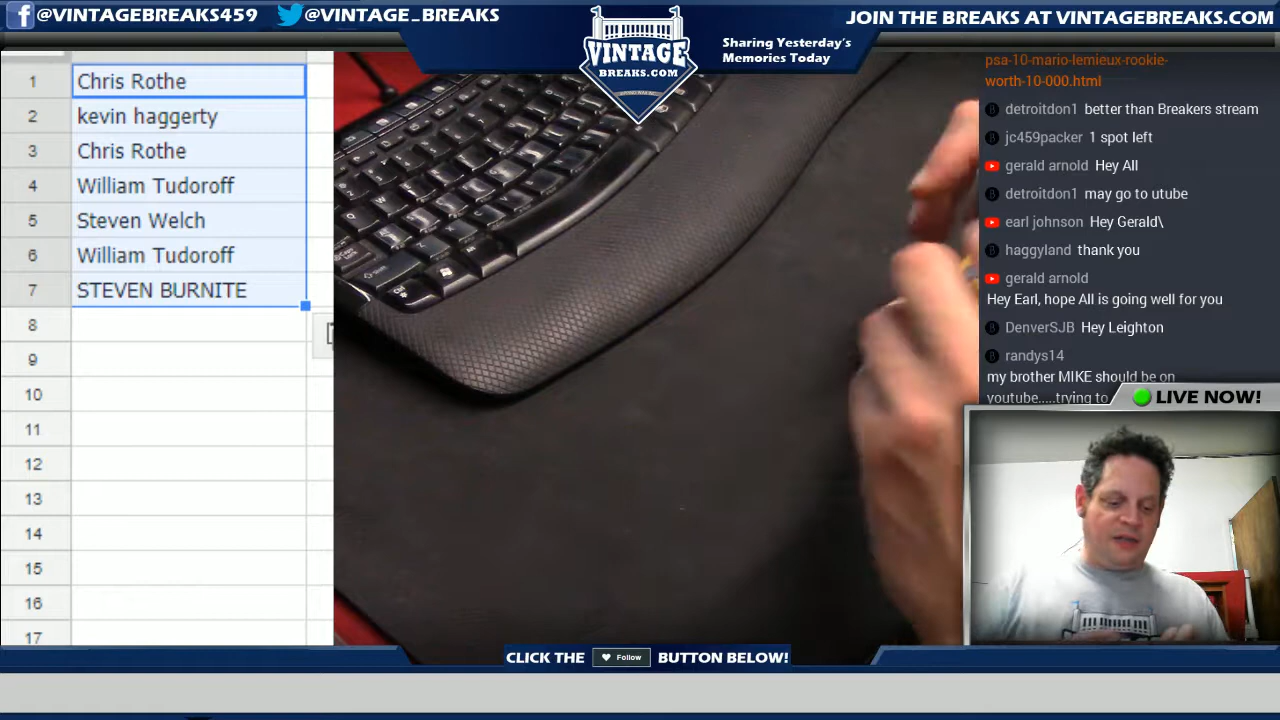 @VINTAGEBREAKS459 @VINTAGE_BREAKS
VINTAGE
BREAKS.COM
Sharing Yesterday's
Memories Today
JOIN THE BREAKS AT VINTAGEBREAKS.COM
1 Chris Rothe
2 kevin haggerty
3 Chris Rothe
4 William Tudoroff
5 Steven Welch
6 William Tudoroff
7 STEVEN BURNITE
8
9
10
11
12
13
14
15
16
17
psa-10-mario-lemieux-rookie-
worth-10-000.html
detroitdon1 better than Breakers stream
jc459packer 1 spot left
gerald arnold Hey All
detroitdon1 may go to utube
earl johnson Hey Gerald\
haggyland thank you
gerald arnold
Hey Earl, hope All is going well for you
DenverSJB Hey Leighton
randys14
my brother MIKE should be on
youtube.....trying to
LIVE NOW!
CLICK THE Follow BUTTON BELOW!